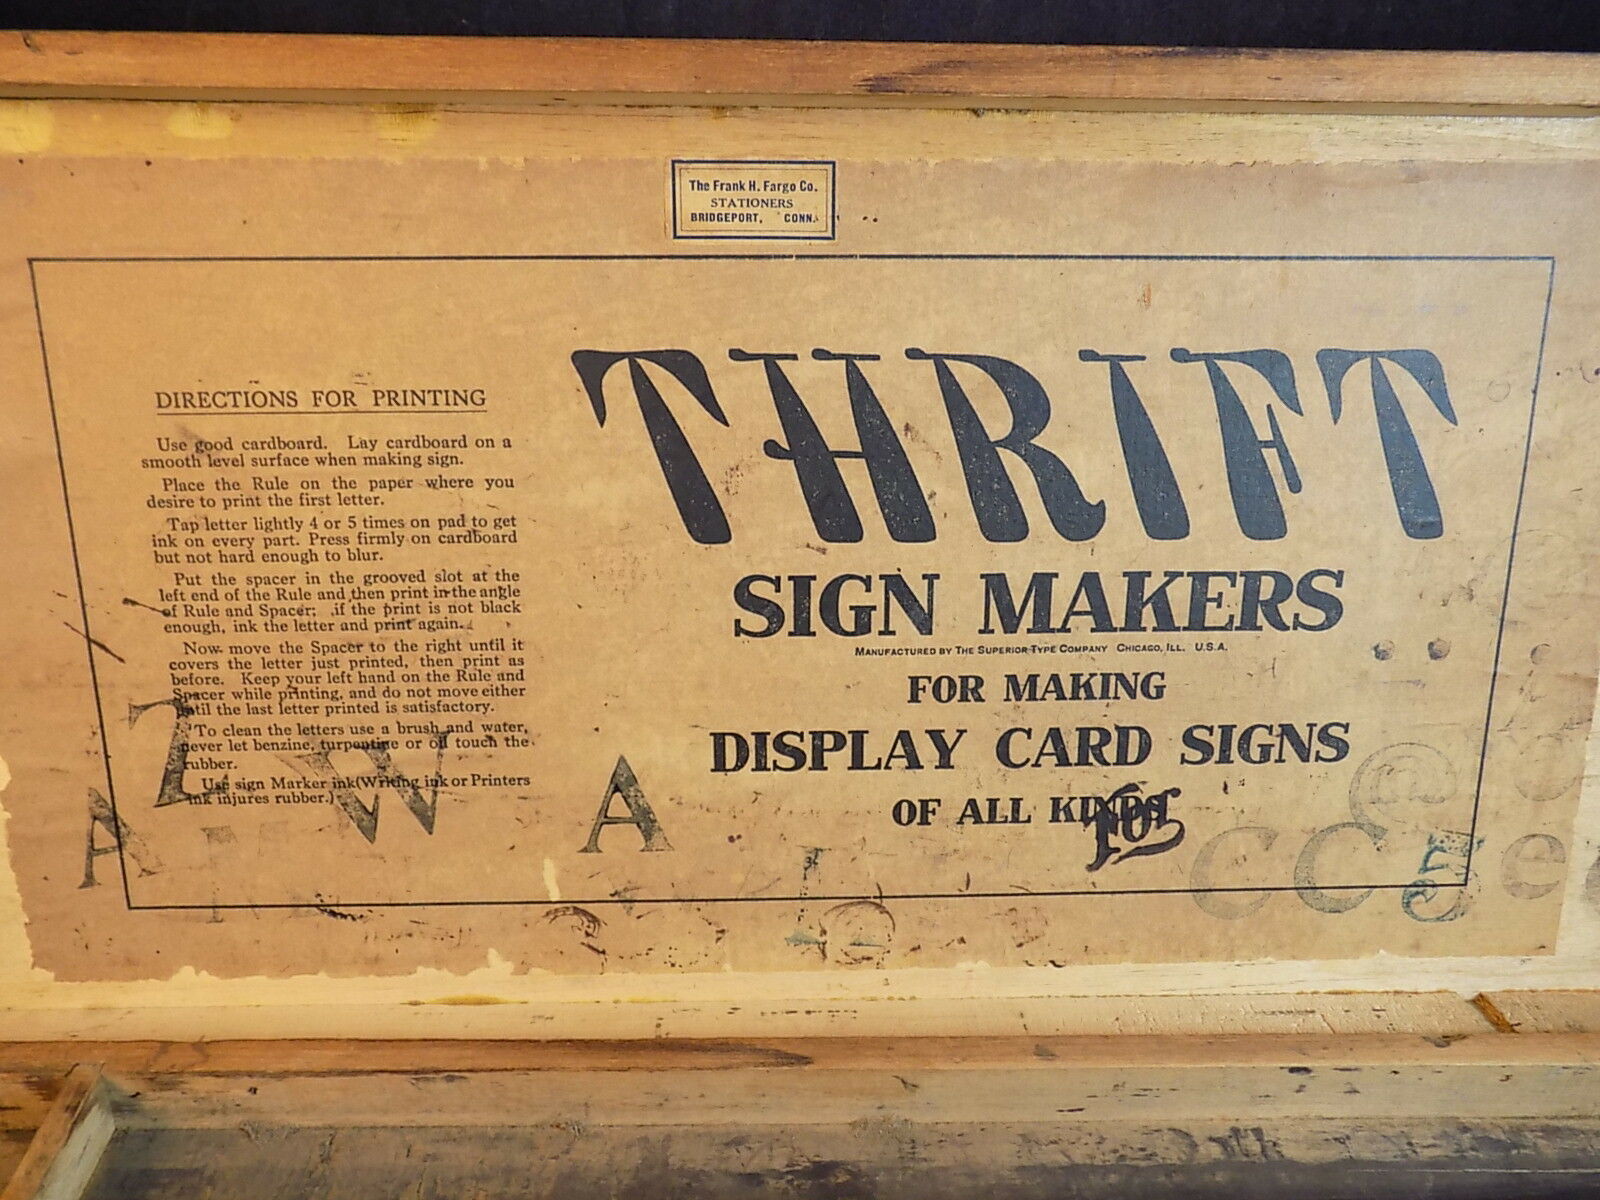 The Frank H. Fargo Co.
STATIONERS
BRIDGEPORT, CONN.
DIRECTIONS FOR PRINTING
Use good cardboard. Lay cardboard on a
smooth level surface when making sign.
Place the Rule on the paper where you
desire to print the first letter.
Tap letter lightly 4 or 5 times on pad to get
ink on every part. Press firmly on cardboard
but not hard enough to blur.
Put the spacer in the grooved slot at the
left end of the Rule and then print in the angle
of Rule and Spacer; if the print is not black
enough, ink the letter and print again.
Now move the Spacer to the right until it
covers the letter just printed, then print as
before. Keep your left hand on the Rule and
Spacer while printing, and do not move either
until the last letter printed is satisfactory.
To clean the letters use a brush and water,
never let benzine, turpentine or oil touch the
rubber.
Use sign Marker ink (Writing ink or Printers
ink injures rubber.)
THRIFT
SIGN MAKERS
MANUFACTURED BY THE SUPERIOR TYPE COMPANY CHICAGO, ILL. U.S.A.
FOR MAKING
DISPLAY CARD SIGNS
OF ALL KINDS
for
Z W
A A
CC5 e